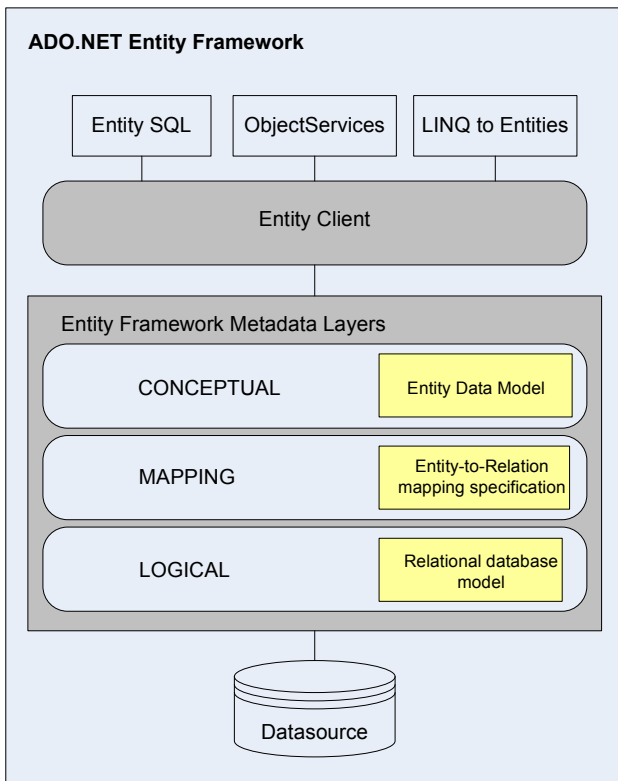 ADO.NET Entity Framework
Entity SQL
ObjectServices
LINQ to Entities
Entity Client
Entity Framework Metadata Layers
CONCEPTUAL
Entity Data Model
MAPPING
Entity-to-Relation
mapping specification
LOGICAL
Relational database
model
Datasource